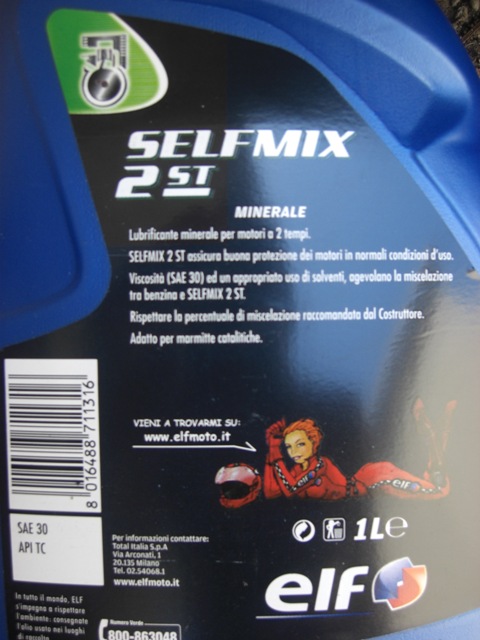 SELFMIX
2 ST
MINERALE
Lubrificante minerale per motori a 2 tempi.
SELFMIX 2 ST assicura buona protezione dei motori in normali condizioni d'uso.
Viscosità (SAE 30) ed un appropriato uso di solventi, agevolano la miscelazione
tra benzina e SELFMIX 2 ST.
Rispettare la percentuale di miscelazione raccomandata dal Costruttore.
Adatto per marmitte catalitiche.
8 016488 711316
VIENI A TROVARMI SU:
www.elfmoto.it
elf
SAE 30
API TC
1Le
Per informazioni contattare:
Total Italia S.p.A
Via Arconati, 1
20.135 Milano
Tel. 02.54068.1
www.elfmoto.it
elf
In tutto il mondo, ELF
s'impegna a rispettare
l'ambiente: consegnate
l'olio usato nei luoghi
di raccolta
Numero Verde
800-863048